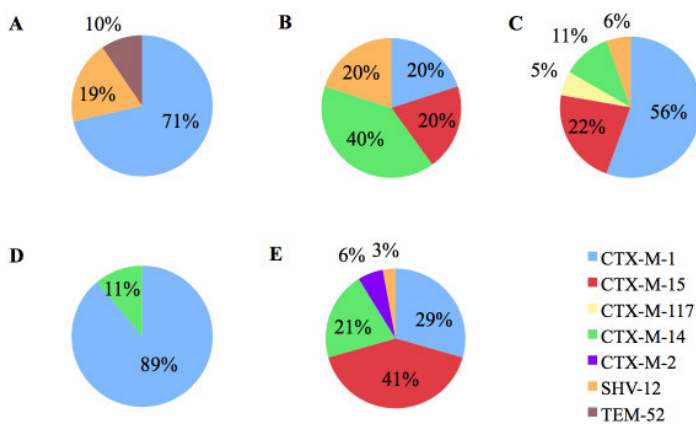 A
10%
19%
71%
B
20%
20%
20%
40%
C
6%
11%
5%
22%
56%
D
11%
89%
E
6%
3%
21%
29%
41%
CTX-M-1
CTX-M-15
CTX-M-117
CTX-M-14
CTX-M-2
SHV-12
TEM-52